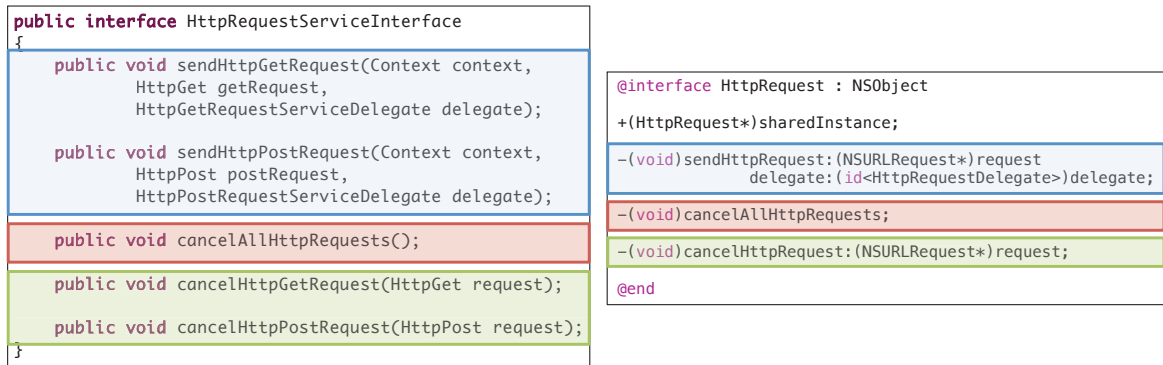 public interface HttpRequestServiceInterface
{
public void sendHttpGetRequest(Context context,
HttpGet getRequest,
HttpGetRequestServiceDelegate delegate);
public void sendHttpPostRequest(Context context,
HttpPost postRequest,
HttpPostRequestServiceDelegate delegate);
public void cancelAllHttpRequests();
public void cancelHttpGetRequest(HttpGet request);
public void cancelHttpPostRequest(HttpPost request);
}
@interface HttpRequest : NSObject
+(HttpRequest*)sharedInstance;
-(void)sendHttpRequest:(NSURLRequest*)request
delegate:(id<HttpRequestDelegate>)delegate;
-(void)cancelAllHttpRequests;
-(void)cancelHttpRequest:(NSURLRequest*)request;
@end